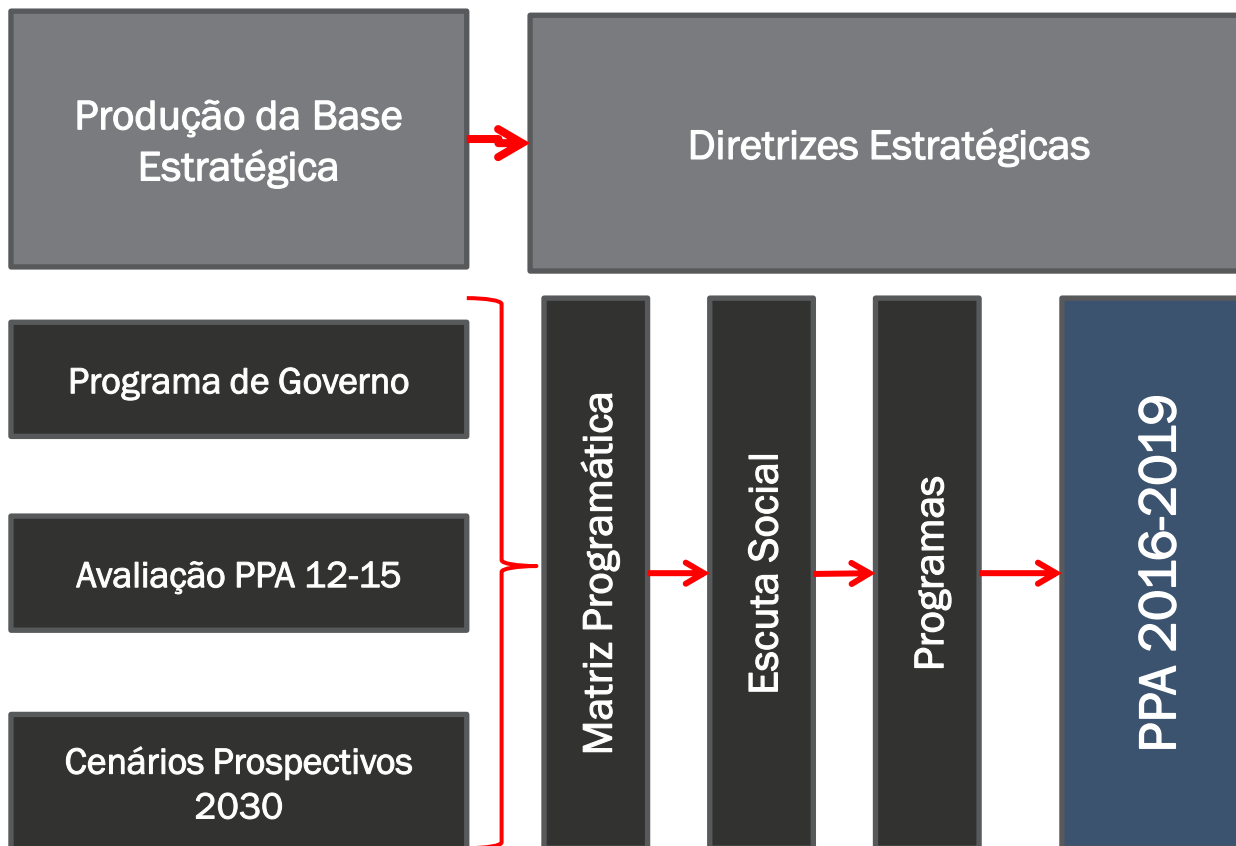 Produção da Base
Estratégica
Diretrizes Estratégicas
Programa de Governo
Avaliação PPA 12-15
Cenários Prospectivos
2030
Matriz Programática
Escuta Social
Programas
PPA 2016-2019